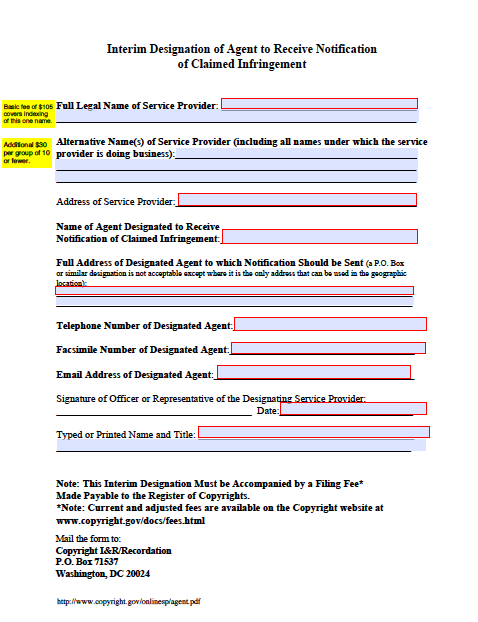 Interim Designation of Agent to Receive Notification
of Claimed Infringement
Basic fee of $105
covers indexing
of this one name.
Full Legal Name of Service Provider:
Additional $30
per group of 10
or fewer.
Alternative Name(s) of Service Provider (including all names under which the service
provider is doing business):
Address of Service Provider:
Name of Agent Designated to Receive
Notification of Claimed Infringement:
Full Address of Designated Agent to which Notification Should be Sent (a P.O. Box
or similar designation is not acceptable except where it is the only address that can be used in the geographic
location):
Telephone Number of Designated Agent:
Facsimile Number of Designated Agent:
Email Address of Designated Agent:
Signature of Officer or Representative of the Designating Service Provider:
Date:
Typed or Printed Name and Title:
Note: This Interim Designation Must be Accompanied by a Filing Fee*
Made Payable to the Register of Copyrights.
*Note: Current and adjusted fees are available on the Copyright website at
www.copyright.gov/docs/fees.html
Mail the form to:
Copyright I&R/Recordation
P.O. Box 71537
Washington, DC 20024
http://www.copyright.gov/onlinesp/agent.pdf